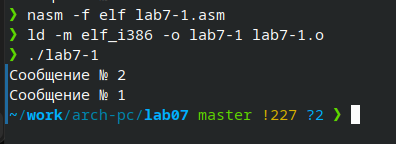 ❯ nasm -f elf lab7-1.asm
❯ ld -m elf_i386 -o lab7-1 lab7-1.o
❯ ./lab7-1
Сообщение № 2
Сообщение № 1
~/work/arch-pc/lab07 master !227 ?2 ❯